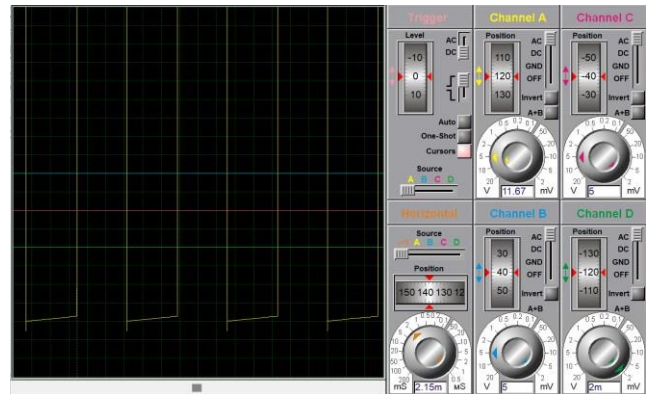 Trigger
Level
-10
0
10
AC
DC
Auto
One-Shot
Cursors
Source
A B C D
Channel A
Position
110
120
130
AC
DC
GND
OFF
Invert
A+B
V
11.67
mV
Channel C
Position
-50
-40
-30
AC
DC
GND
OFF
Invert
A+B
V
5
mV
Horizontal
Source
A B C D
Position
150 140 130 12
mS
2.15m
µS
Channel B
Position
30
40
50
AC
DC
GND
OFF
Invert
A+B
V
5
mV
Channel D
Position
-130
-120
-110
AC
DC
GND
OFF
Invert
A+B
V
2m
mV